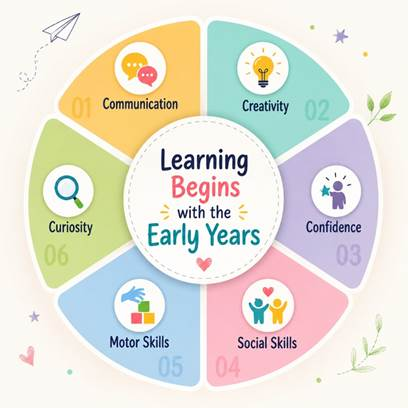 Learning
Begins
with the
Early Years
01
Communication
Creativity
02
Confidence
03
Social Skills
04
Motor Skills
05
Curiosity
06